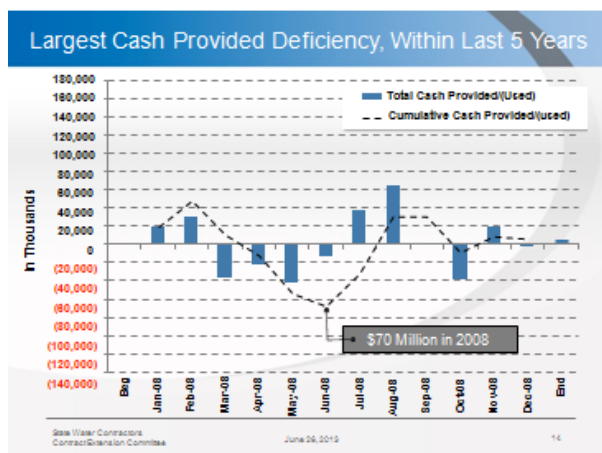 Largest Cash Provided Deficiency, Within Last 5 Years
180,000
160,000
140,000
120,000
100,000
80,000
60,000
40,000
20,000
0
(20,000)
(40,000)
(60,000)
(80,000)
(100,000)
(120,000)
(140,000)
In Thousands
Total Cash Provided/(Used)
Cumulative Cash Provided/(used)
$70 Million in 2008
Beg
Jan-08
Feb-08
Mar-08
Apr-08
May-08
Jun-08
Jul-08
Aug-08
Sep-08
Oct-08
Nov-08
Dec-08
End
State Water Contractors
Contract Extension Committee
June 26, 2013
14